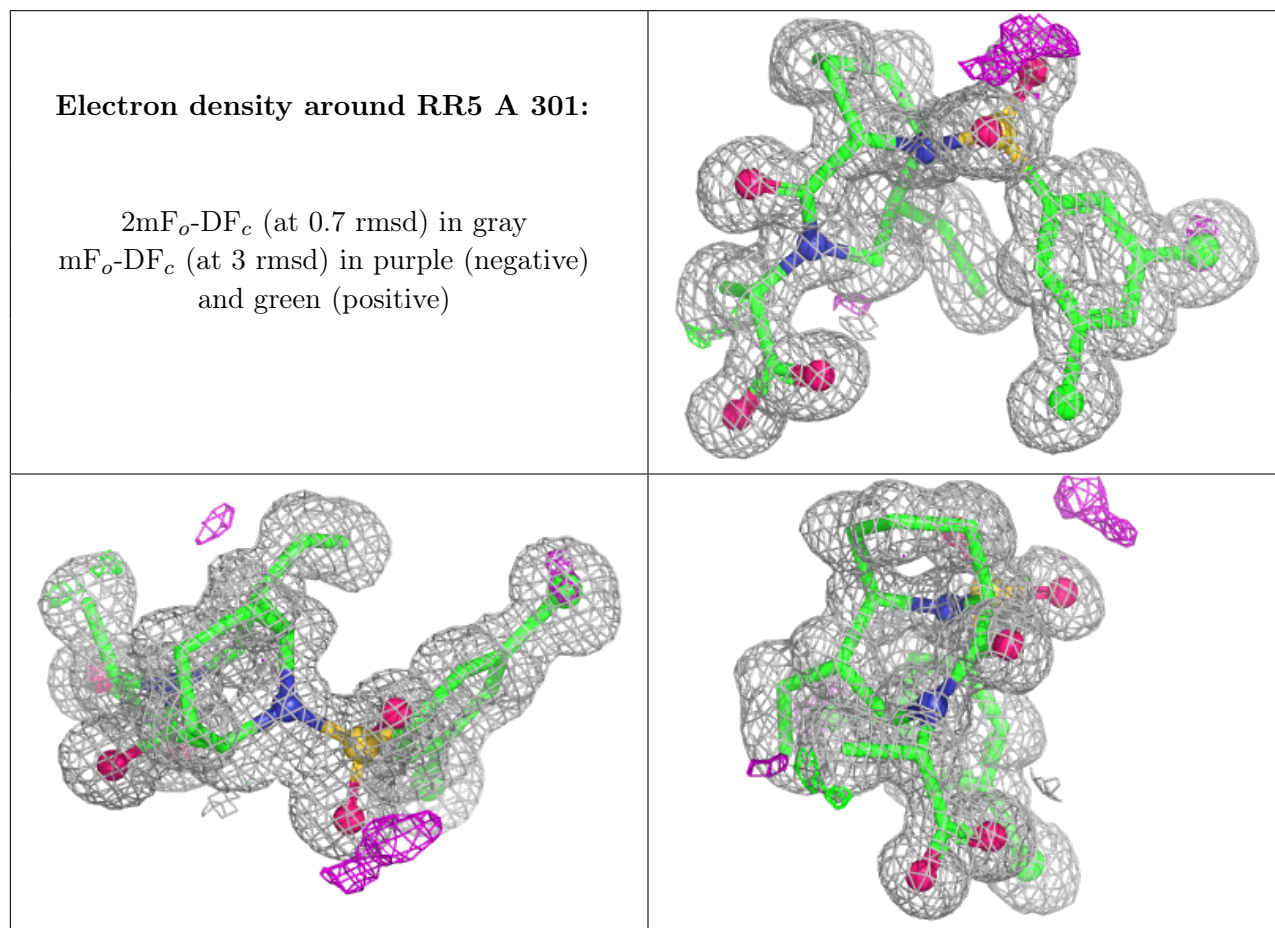 Electron density around RR5 A 301:
2mFo-DFc (at 0.7 rmsd) in gray
mFo-DFc (at 3 rmsd) in purple (negative)
and green (positive)